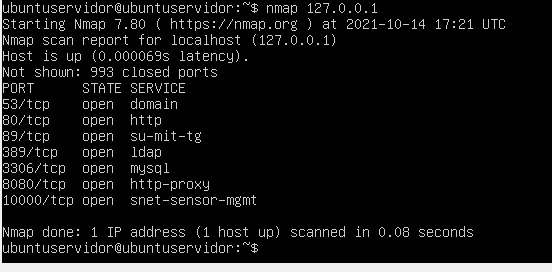 ubuntuservidor@ubuntuservidor:~$ nmap 127.0.0.1
Starting Nmap 7.80 ( https://nmap.org ) at 2021-10-14 17:21 UTC
Nmap scan report for localhost (127.0.0.1)
Host is up (0.000069s latency).
Not shown: 993 closed ports
PORT      STATE SERVICE
53/tcp    open  domain
80/tcp    open  http
89/tcp    open  su-mit-tg
389/tcp   open  ldap
3306/tcp  open  mysql
8080/tcp  open  http-proxy
10000/tcp open  snet-sensor-mgmt
Nmap done: 1 IP address (1 host up) scanned in 0.08 seconds
ubuntuservidor@ubuntuservidor:~$